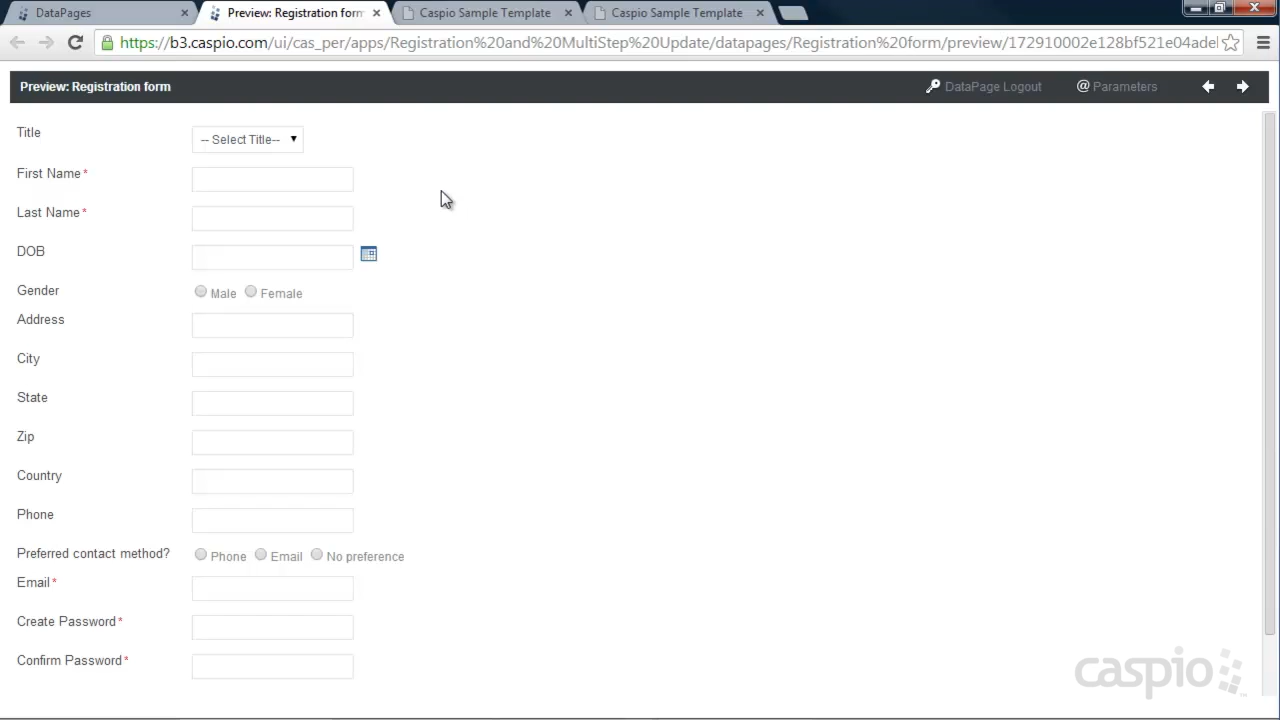 DataPages
Preview: Registration form
Caspio Sample Template
Caspio Sample Template
https://b3.caspio.com/ui/cas_per/apps/Registration%20and%20MultiStep%20Update/datapages/Registration%20form/preview/172910002e128bf521e04adel
Preview: Registration form
DataPage Logout
@ Parameters
Title
-- Select Title--
First Name*
Last Name*
DOB
Gender
Male
Female
Address
City
State
Zip
Country
Phone
Preferred contact method?
Phone
Email
No preference
Email*
Create Password*
Confirm Password*
caspio